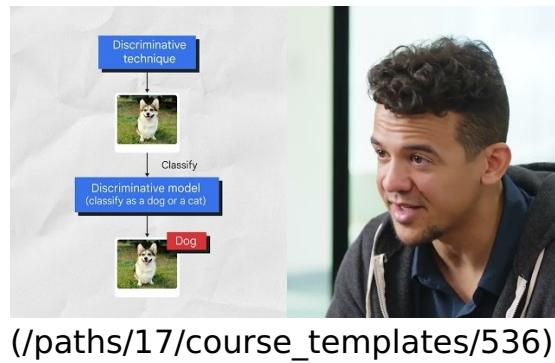 Discriminative
technique
Classify
Discriminative model
(classify as a dog or a cat)
Dog
(/paths/17/course_templates/536)